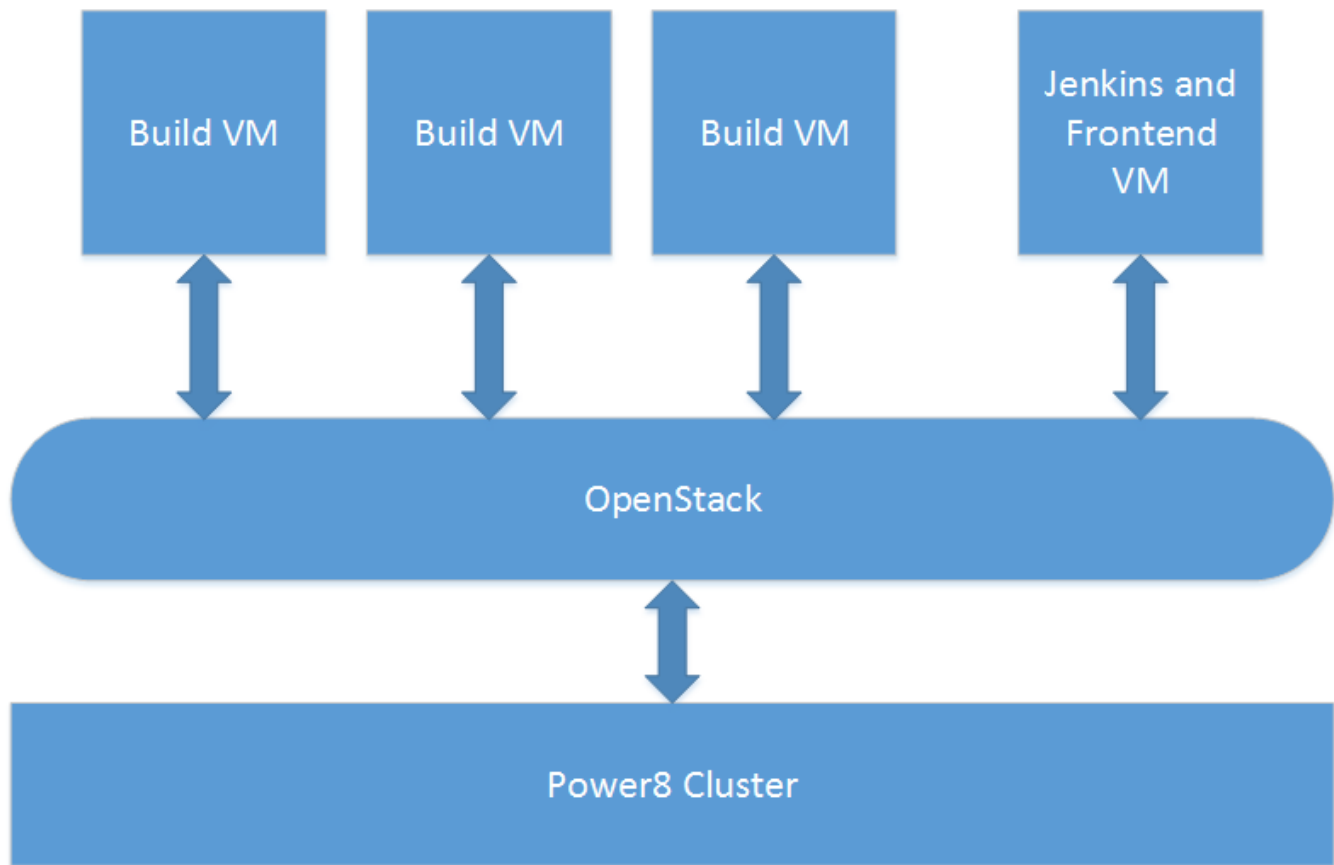 Build VM
Build VM
Build VM
Jenkins and
Frontend
VM
OpenStack
Power8 Cluster